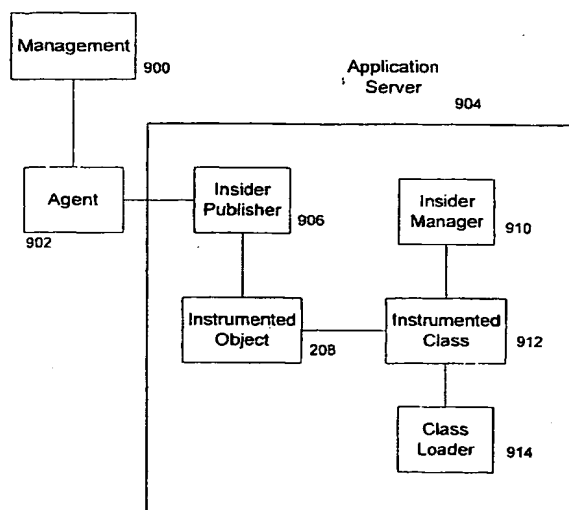 Management
900
Application
Server
904
Agent
902
Insider
Publisher
906
Insider
Manager
910
Instrumented
Object
208
Instrumented
Class
912
Class
Loader
914